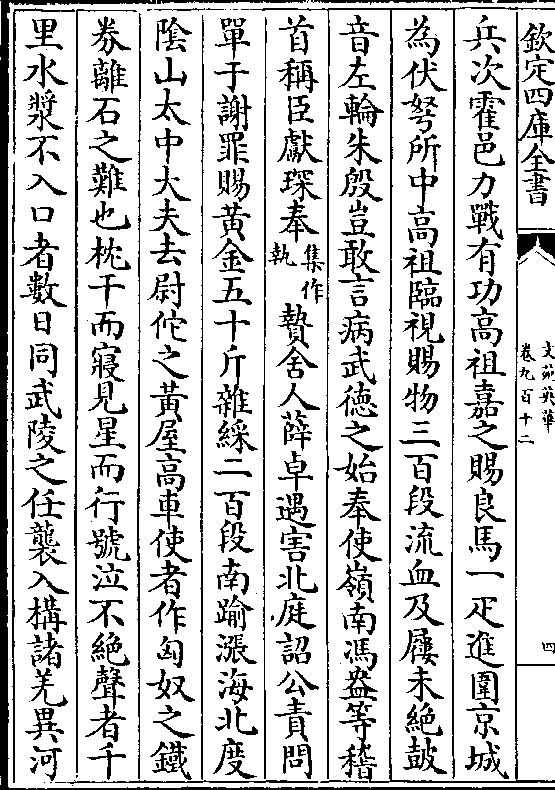 欽定四庫全書
文苑英華
卷九百十二
四
兵次霍邑力戰有功高祖嘉之賜良馬一疋進圍京城
為伏弩所中高祖臨視賜物三百段流血及屨未絕鼓
音左輪朱殷豈敢言病武德之始奉使嶺南馮盎等稽
首稱臣獻琛奉集作執贄舍人薛卓遇害北庭詔公責問
單于謝罪賜黃金五十斤雜綵二百段南踰漲海北度
陰山太中大夫去尉佗之黃屋高車使者作匈奴之鐵
券離石之難也枕干而寢見星而行號泣不絕聲者千
里水漿不入口者數日同武陵之任襲入構諸羌異河